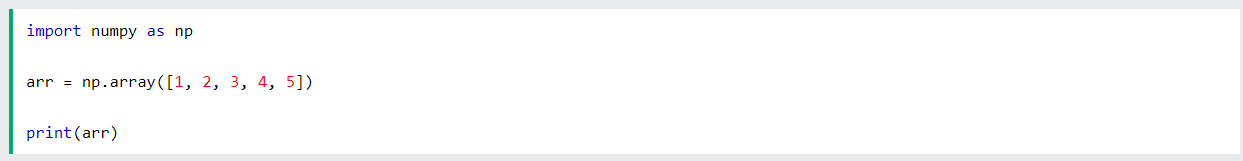 import numpy as np
arr = np.array([1, 2, 3, 4, 5])
print(arr)